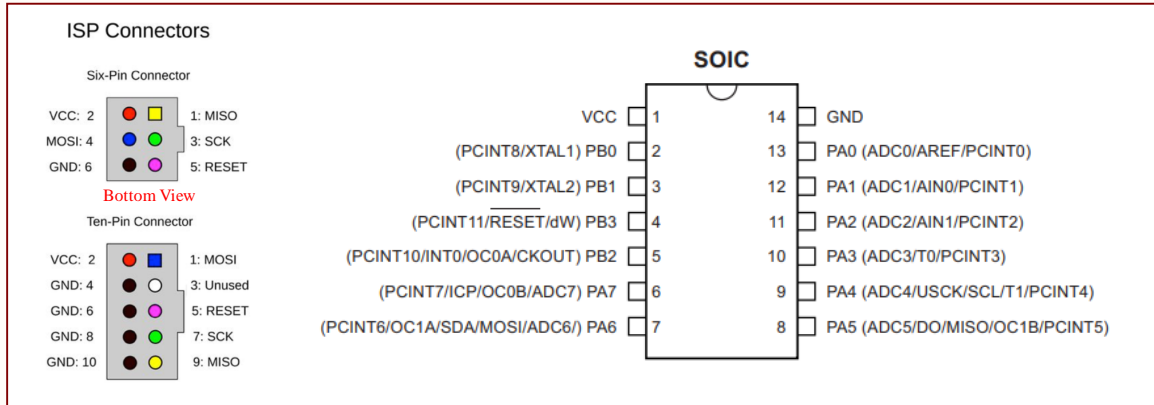 ISP Connectors
Six-Pin Connector
VCC: 2 1: MISO
MOSI: 4 3: SCK
GND: 6 5: RESET
Bottom View
Ten-Pin Connector
VCC: 2 1: MOSI
GND: 4 3: Unused
GND: 6 5: RESET
GND: 8 7: SCK
GND: 10 9: MISO
SOIC
VCC 1 14 GND
(PCINT8/XTAL1) PB0 2 13 PA0 (ADC0/AREF/PCINT0)
(PCINT9/XTAL2) PB1 3 12 PA1 (ADC1/AIN0/PCINT1)
(PCINT11/RESET/dW) PB3 4 11 PA2 (ADC2/AIN1/PCINT2)
(PCINT10/INT0/OC0A/CKOUT) PB2 5 10 PA3 (ADC3/T0/PCINT3)
(PCINT7/ICP/OC0B/ADC7) PA7 6 9 PA4 (ADC4/USCK/SCL/T1/PCINT4)
(PCINT6/OC1A/SDA/MOSI/ADC6/) PA6 7 8 PA5 (ADC5/DO/MISO/OC1B/PCINT5)